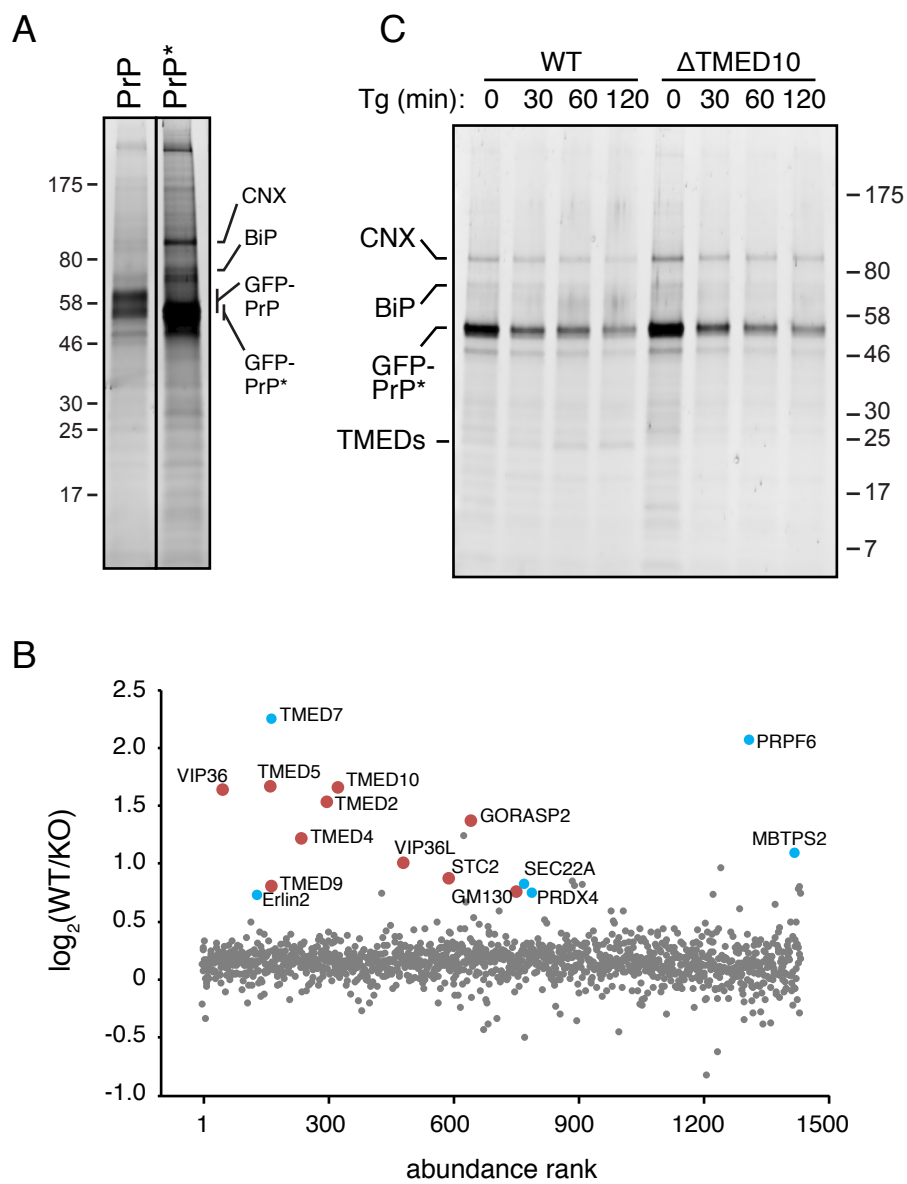 A
PrP
PrP*
175
80
58
46
30
25
17
CNX
BiP
GFP-
PrP
GFP-
PrP*
C
WT
ΔTMED10
Tg (min): 0 30 60 120 0 30 60 120
CNX
BiP
GFP-
PrP*
TMEDs
175
80
58
46
30
25
17
7
B
log2(WT/KO)
2.5
2.0
1.5
1.0
0.5
0
-0.5
-1.0
TMED7
PRPF6
VIP36
TMED5
TMED10
TMED2
GORASP2
TMED4
MBTPS2
VIP36L
STC2
SEC22A
TMED9
GM130
PRDX4
Erlin2
1 300 600 900 1200 1500
abundance rank